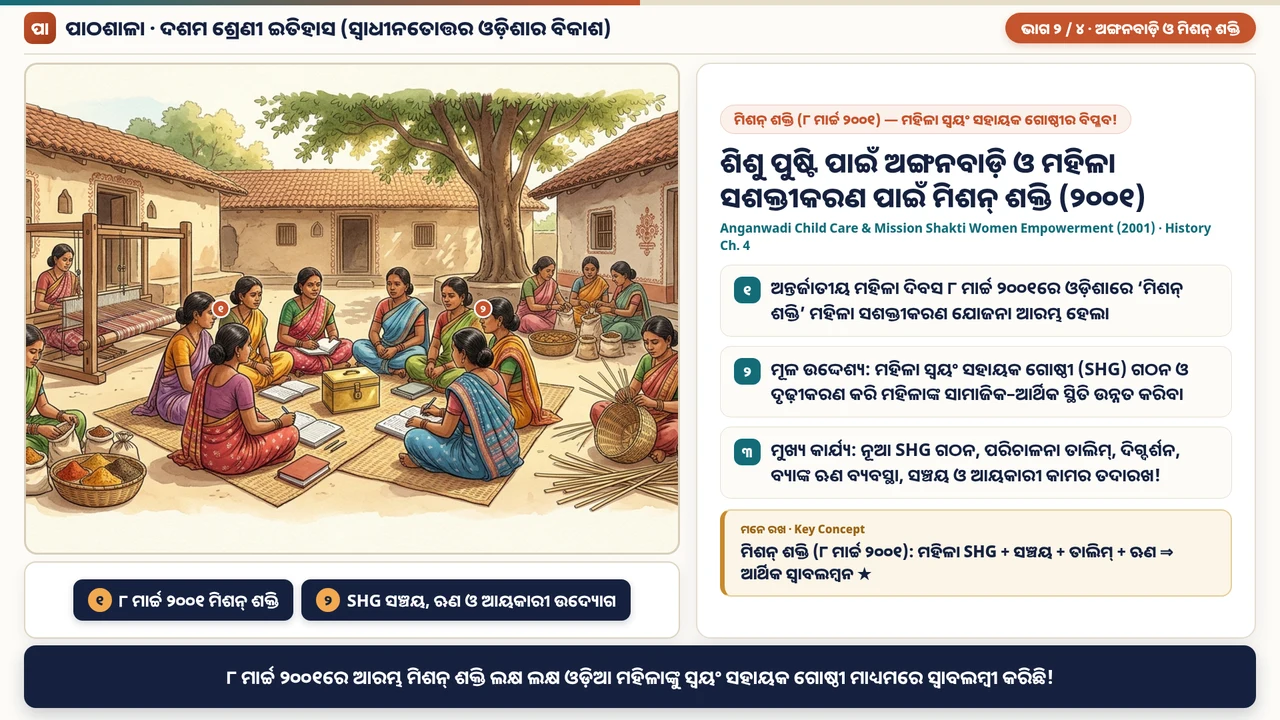 ପା ପାଠଶାଳା · ଦଶମ ଶ୍ରେଣୀ ଇତିହାସ (ସ୍ୱାଧୀନତୋତ୍ତର ଓଡ଼ିଶାର ବିକାଶ)
ଭାଗ ୨ / ୪ · ଅଙ୍ଗନବାଡ଼ି ଓ ମିଶନ୍ ଶକ୍ତି
ମିଶନ୍ ଶକ୍ତି (୮ ମାର୍ଚ୍ଚ ୨୦୦୧) — ମହିଳା ସ୍ୱୟଂ ସହାୟକ ଗୋଷ୍ଠୀର ବିପ୍ଳବ!
ଶିଶୁ ପୁଷ୍ଟି ପାଇଁ ଅଙ୍ଗନବାଡ଼ି ଓ ମହିଳା
ସଶକ୍ତୀକରଣ ପାଇଁ ମିଶନ୍ ଶକ୍ତି (୨୦୦୧)
Anganwadi Child Care & Mission Shakti Women Empowerment (2001) · History
Ch. 4
୧ ଅନ୍ତର୍ଜାତୀୟ ମହିଳା ଦିବସ ୮ ମାର୍ଚ୍ଚ ୨୦୦୧ରେ ଓଡ଼ିଶାରେ ‘ମିଶନ୍
ଶକ୍ତି’ ମହିଳା ସଶକ୍ତୀକରଣ ଯୋଜନା ଆରମ୍ଭ ହେଲା
୨ ମୂଳ ଉଦ୍ଦେଶ୍ୟ: ମହିଳା ସ୍ୱୟଂ ସହାୟକ ଗୋଷ୍ଠୀ (SHG) ଗଠନ ଓ
ଦୃଢ଼ୀକରଣ କରି ମହିଳାଙ୍କ ସାମାଜିକ-ଆର୍ଥିକ ସ୍ଥିତି ଉନ୍ନତ କରିବା
୩ ମୁଖ୍ୟ କାର୍ଯ୍ୟ: ନୂଆ SHG ଗଠନ, ପରିଚାଳନା ତାଲିମ୍, ଦିଗ୍ଦର୍ଶନ,
ବ୍ୟାଙ୍କ ଋଣ ବ୍ୟବସ୍ଥା, ସଞ୍ଚୟ ଓ ଆୟକାରୀ କାମର ତଦାରଖ!
ମନେ ରଖ · Key Concept
ମିଶନ୍ ଶକ୍ତି (୮ ମାର୍ଚ୍ଚ ୨୦୦୧): ମହିଳା SHG + ସଞ୍ଚୟ + ତାଲିମ୍ + ଋଣ ⇒
ଆର୍ଥିକ ସ୍ୱାବଲମ୍ବନ ★
୧
୨
୧ ୮ ମାର୍ଚ୍ଚ ୨୦୦୧ ମିଶନ୍ ଶକ୍ତି
୨ SHG ସଞ୍ଚୟ, ଋଣ ଓ ଆୟକାରୀ ଉଦ୍ୟୋଗ
୮ ମାର୍ଚ୍ଚ ୨୦୦୧ରେ ଆରମ୍ଭ ମିଶନ୍ ଶକ୍ତି ଲକ୍ଷ ଲକ୍ଷ ଓଡ଼ିଆ ମହିଳାଙ୍କୁ ସ୍ୱୟଂ ସହାୟକ ଗୋଷ୍ଠୀ ମାଧ୍ୟମରେ ସ୍ୱାବଲମ୍ବୀ କରିଛି!